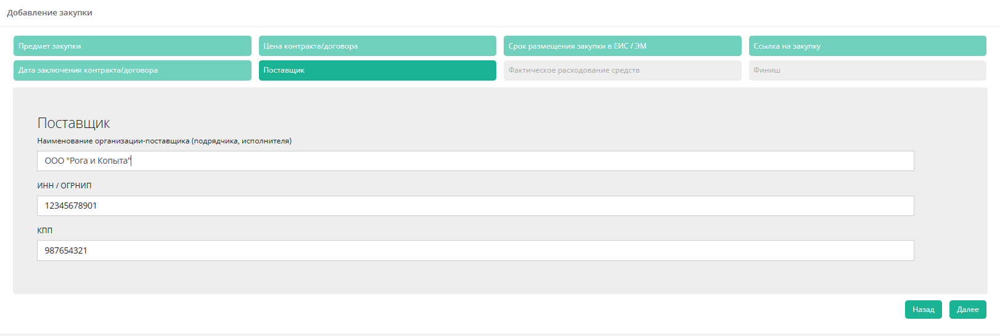 Добавление закупки
Предмет закупки
Цена контракта/договора
Срок размещения закупки в ЕИС / ЭМ
Ссылка на закупку
Дата заключения контракта/договора
Поставщик
Фактическое расходование средств
Финиш
Поставщик
Наименование организации-поставщика (подрядчика, исполнителя)
ООО "Рога и Копыта"
ИНН / ОГРНИП
12345678901
КПП
987654321
Назад
Далее